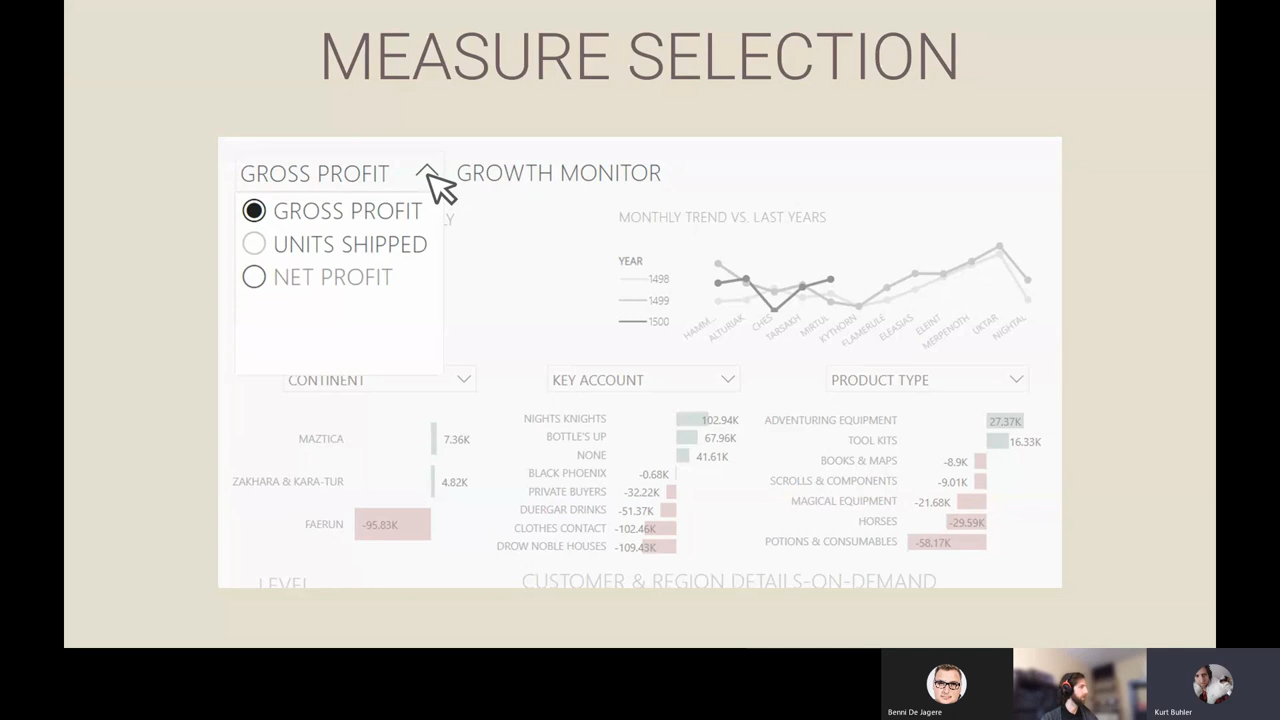 MEASURE SELECTION
GROSS PROFIT
GROWTH MONITOR
GROSS PROFIT
UNITS SHIPPED
NET PROFIT
LY
MONTHLY TREND VS. LAST YEARS
YEAR
1498
1499
1500
HAMM...
ALTURIAK
CHES
TARSAKH
MIRTUL
KYTHORN
FLAMERULE
ELEASIAS
ELEINT
MERPENOTH
UKTAR
NIGHTAL
CONTINENT
KEY ACCOUNT
PRODUCT TYPE
MAZTICA 7.36K
ZAKHARA & KARA-TUR 4.82K
FAERUN -95.83K
NIGHTS KNIGHTS 102.94K
BOTTLE'S UP 67.96K
NONE 41.61K
BLACK PHOENIX -0.68K
PRIVATE BUYERS -32.22K
DUERGAR DRINKS -51.37K
CLOTHES CONTACT -102.46K
DROW NOBLE HOUSES -109.43K
ADVENTURING EQUIPMENT 27.37K
TOOL KITS 16.33K
BOOKS & MAPS -8.9K
SCROLLS & COMPONENTS -9.01K
MAGICAL EQUIPMENT -21.68K
HORSES -29.59K
POTIONS & CONSUMABLES -58.17K
LEVEL
CUSTOMER & REGION DETAILS-ON-DEMAND
Benni De Jagere
Kurt Buhler